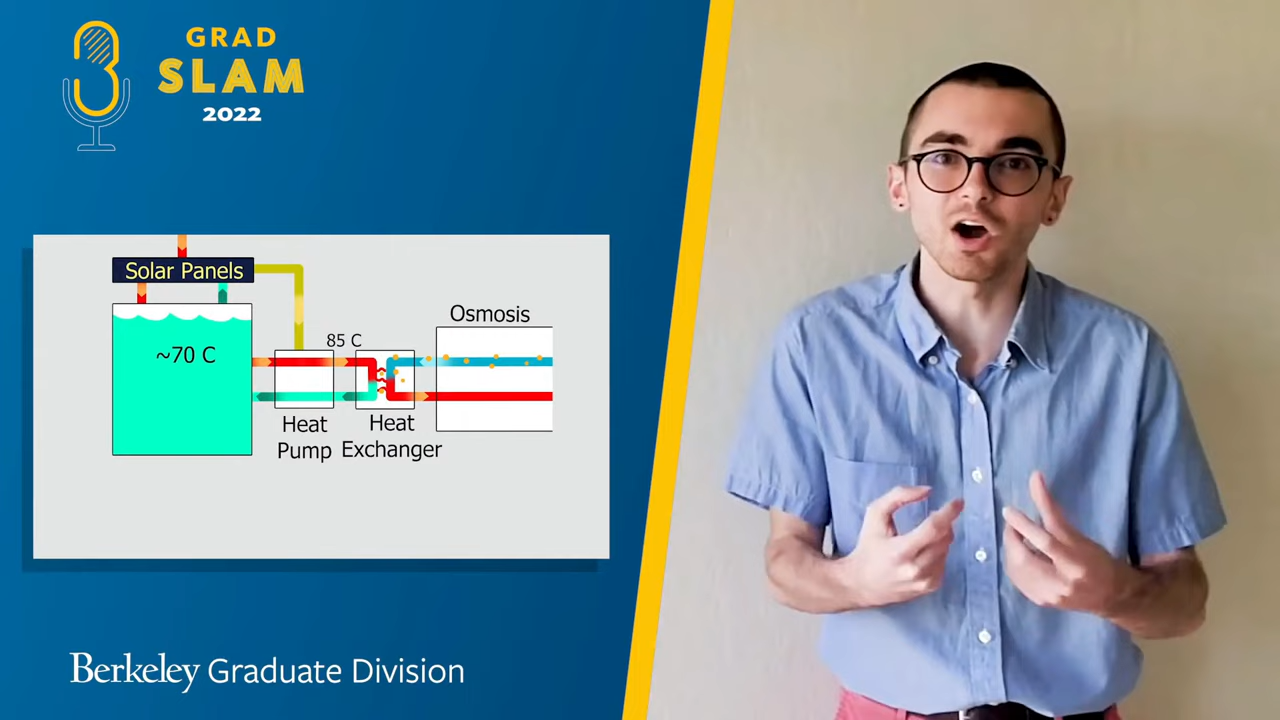 GRAD
SLAM
2022
Solar Panels
Osmosis
85 C
~70 C
Heat
Pump
Heat
Exchanger
Berkeley Graduate Division